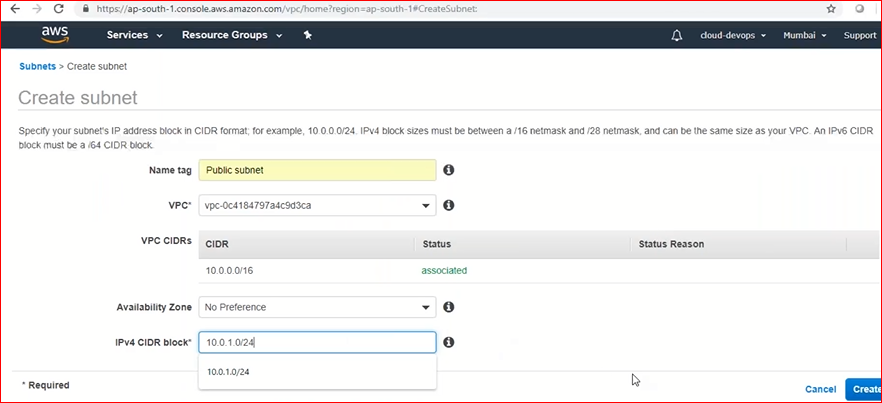 https://ap-south-1.console.aws.amazon.com/vpc/home?region=ap-south-1#CreateSubnet:
aws Services Resource Groups cloud-devops Mumbai Support
Subnets > Create subnet
Create subnet
Specify your subnet's IP address block in CIDR format; for example, 10.0.0.0/24. IPv4 block sizes must be between a /16 netmask and /28 netmask, and can be the same size as your VPC. An IPv6 CIDR
block must be a /64 CIDR block.
Name tag Public subnet
VPC* vpc-0c4184797a4c9d3ca
VPC CIDRs CIDR Status Status Reason
10.0.0.0/16 associated
Availability Zone No Preference
IPv4 CIDR block* 10.0.1.0/24
10.0.1.0/24
* Required Cancel Create